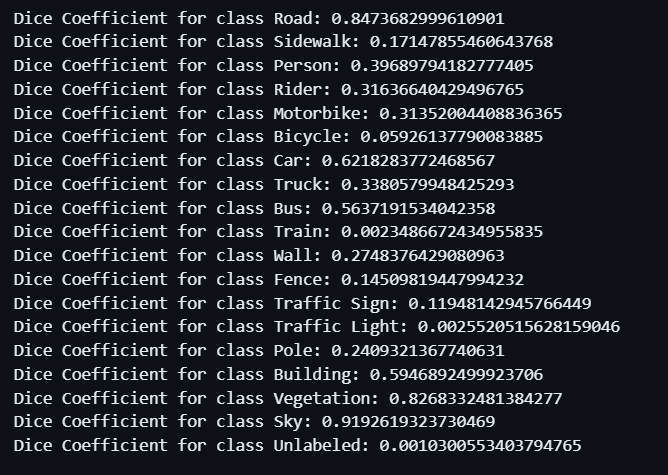 Dice Coefficient for class Road: 0.8473682999610901
Dice Coefficient for class Sidewalk: 0.17147855460643768
Dice Coefficient for class Person: 0.39689794182777405
Dice Coefficient for class Rider: 0.31636640429496765
Dice Coefficient for class Motorbike: 0.31352004408836365
Dice Coefficient for class Bicycle: 0.05926137790083885
Dice Coefficient for class Car: 0.6218283772468567
Dice Coefficient for class Truck: 0.3380579948425293
Dice Coefficient for class Bus: 0.5637191534042358
Dice Coefficient for class Train: 0.0023486672434955835
Dice Coefficient for class Wall: 0.2748376429080963
Dice Coefficient for class Fence: 0.14509819447994232
Dice Coefficient for class Traffic Sign: 0.11948142945766449
Dice Coefficient for class Traffic Light: 0.0025520515628159046
Dice Coefficient for class Pole: 0.2409321367740631
Dice Coefficient for class Building: 0.5946892499923706
Dice Coefficient for class Vegetation: 0.8268332481384277
Dice Coefficient for class Sky: 0.9192619323730469
Dice Coefficient for class Unlabeled: 0.0010300553403794765